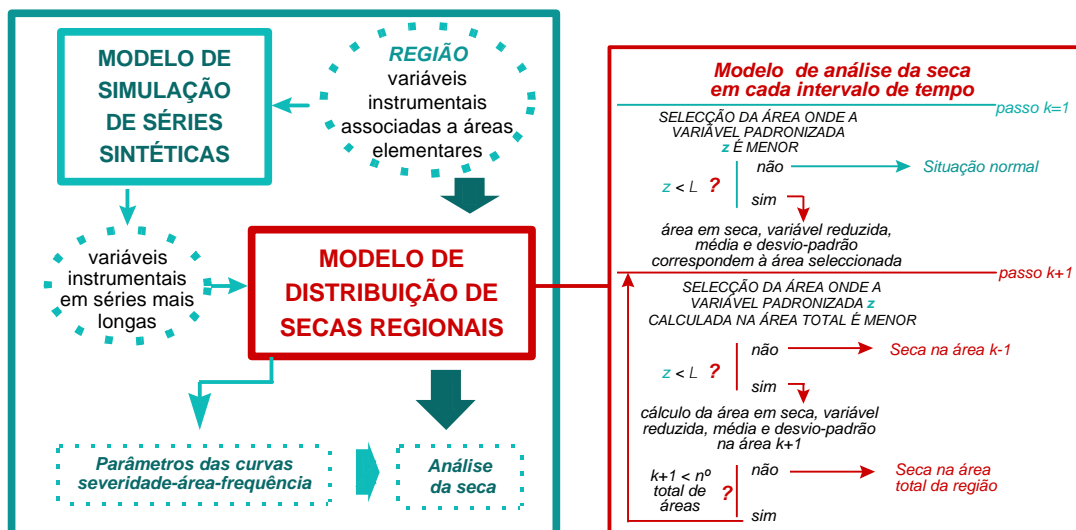 MODELO DE
SIMULAÇÃO
DE SÉRIES
SINTÉTICAS
REGIÃO
variáveis
instrumentais
associadas a áreas
elementares
variáveis
instrumentais
em séries mais
longas
MODELO DE
DISTRIBUIÇÃO DE
SECAS REGIONAIS
Parâmetros das curvas
severidade-área-frequência
Análise
da seca
Modelo de análise da seca
em cada intervalo de tempo
passo k=1
SELECÇÃO DA ÁREA ONDE A
VARIÁVEL PADRONIZADA
z É MENOR
não
Situação normal
z < L ?
sim
área em seca, variável reduzida,
média e desvio-padrão
correspondem à área seleccionada
passo k+1
SELECÇÃO DA ÁREA ONDE A
VARIÁVEL PADRONIZADA z
CALCULADA NA ÁREA TOTAL É MENOR
não
Seca na área k-1
z < L ?
sim
cálculo da área em seca, variável
reduzida, média e desvio-padrão
na área k+1
k+1 < nº
total de
áreas
?
não
Seca na área
total da região
sim